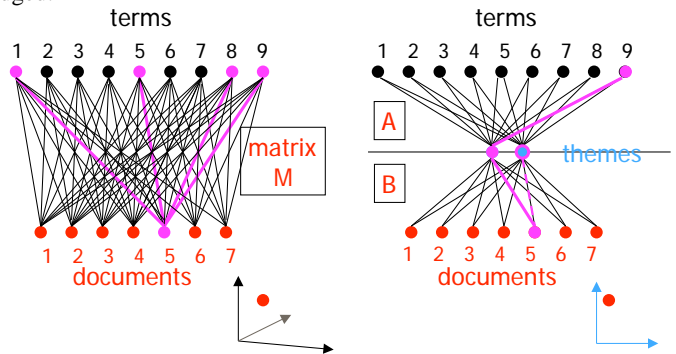 terms
1 2 3 4 5 6 7 8 9
matrix
M
1 2 3 4 5 6 7
documents
terms
1 2 3 4 5 6 7 8 9
A
themes
B
1 2 3 4 5 6 7
documents